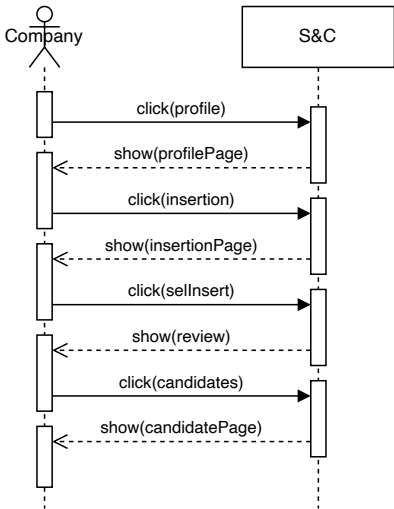 Company
S&C
click(profile)
show(profilePage)
click(insertion)
show(insertionPage)
click(selInsert)
show(review)
click(candidates)
show(candidatePage)